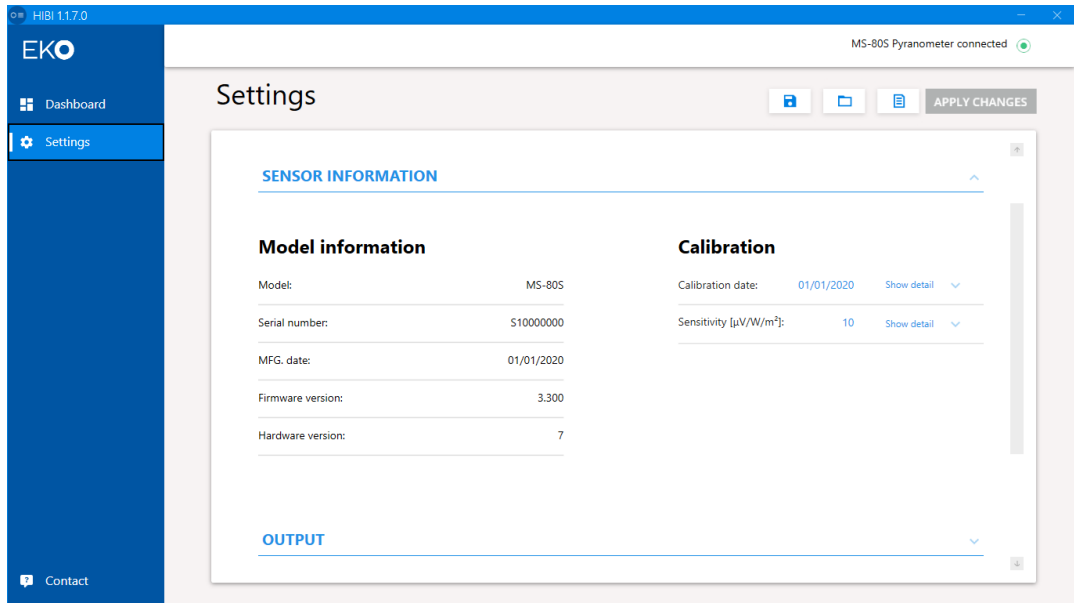 HIBI 1.1.7.0
EKO
MS-80S Pyranometer connected
Dashboard
Settings
Contact
Settings
APPLY CHANGES
SENSOR INFORMATION
Model information
Model: MS-80S
Serial number: S10000000
MFG. date: 01/01/2020
Firmware version: 3.300
Hardware version: 7
Calibration
Calibration date: 01/01/2020 Show detail
Sensitivity [µV/W/m²]: 10 Show detail
OUTPUT